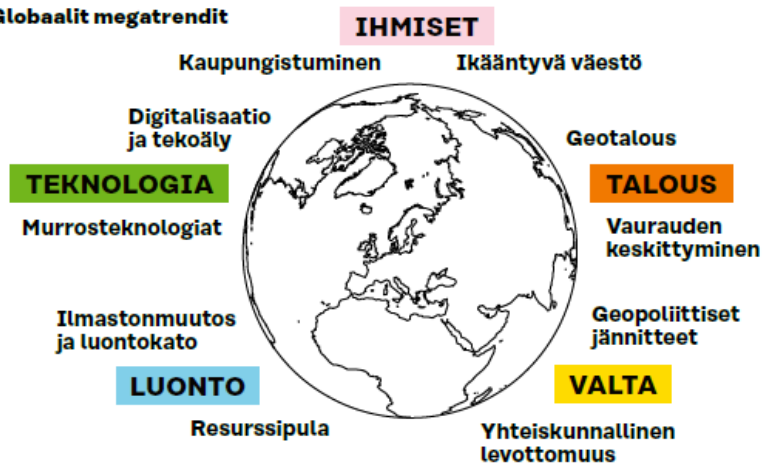 Globaalit megatrendit
IHMISET
Kaupungistuminen
Ikääntyvä väestö
Digitalisaatio
ja tekoäly
TEKNOLOGIA
Murrosteknologiat
Geotalous
TALOUS
Vaurauden
keskittyminen
Ilmastonmuutos
ja luontokato
LUONTO
Resurssipula
Geopoliittiset
jännitteet
VALTA
Yhteiskunnallinen
levottomuus